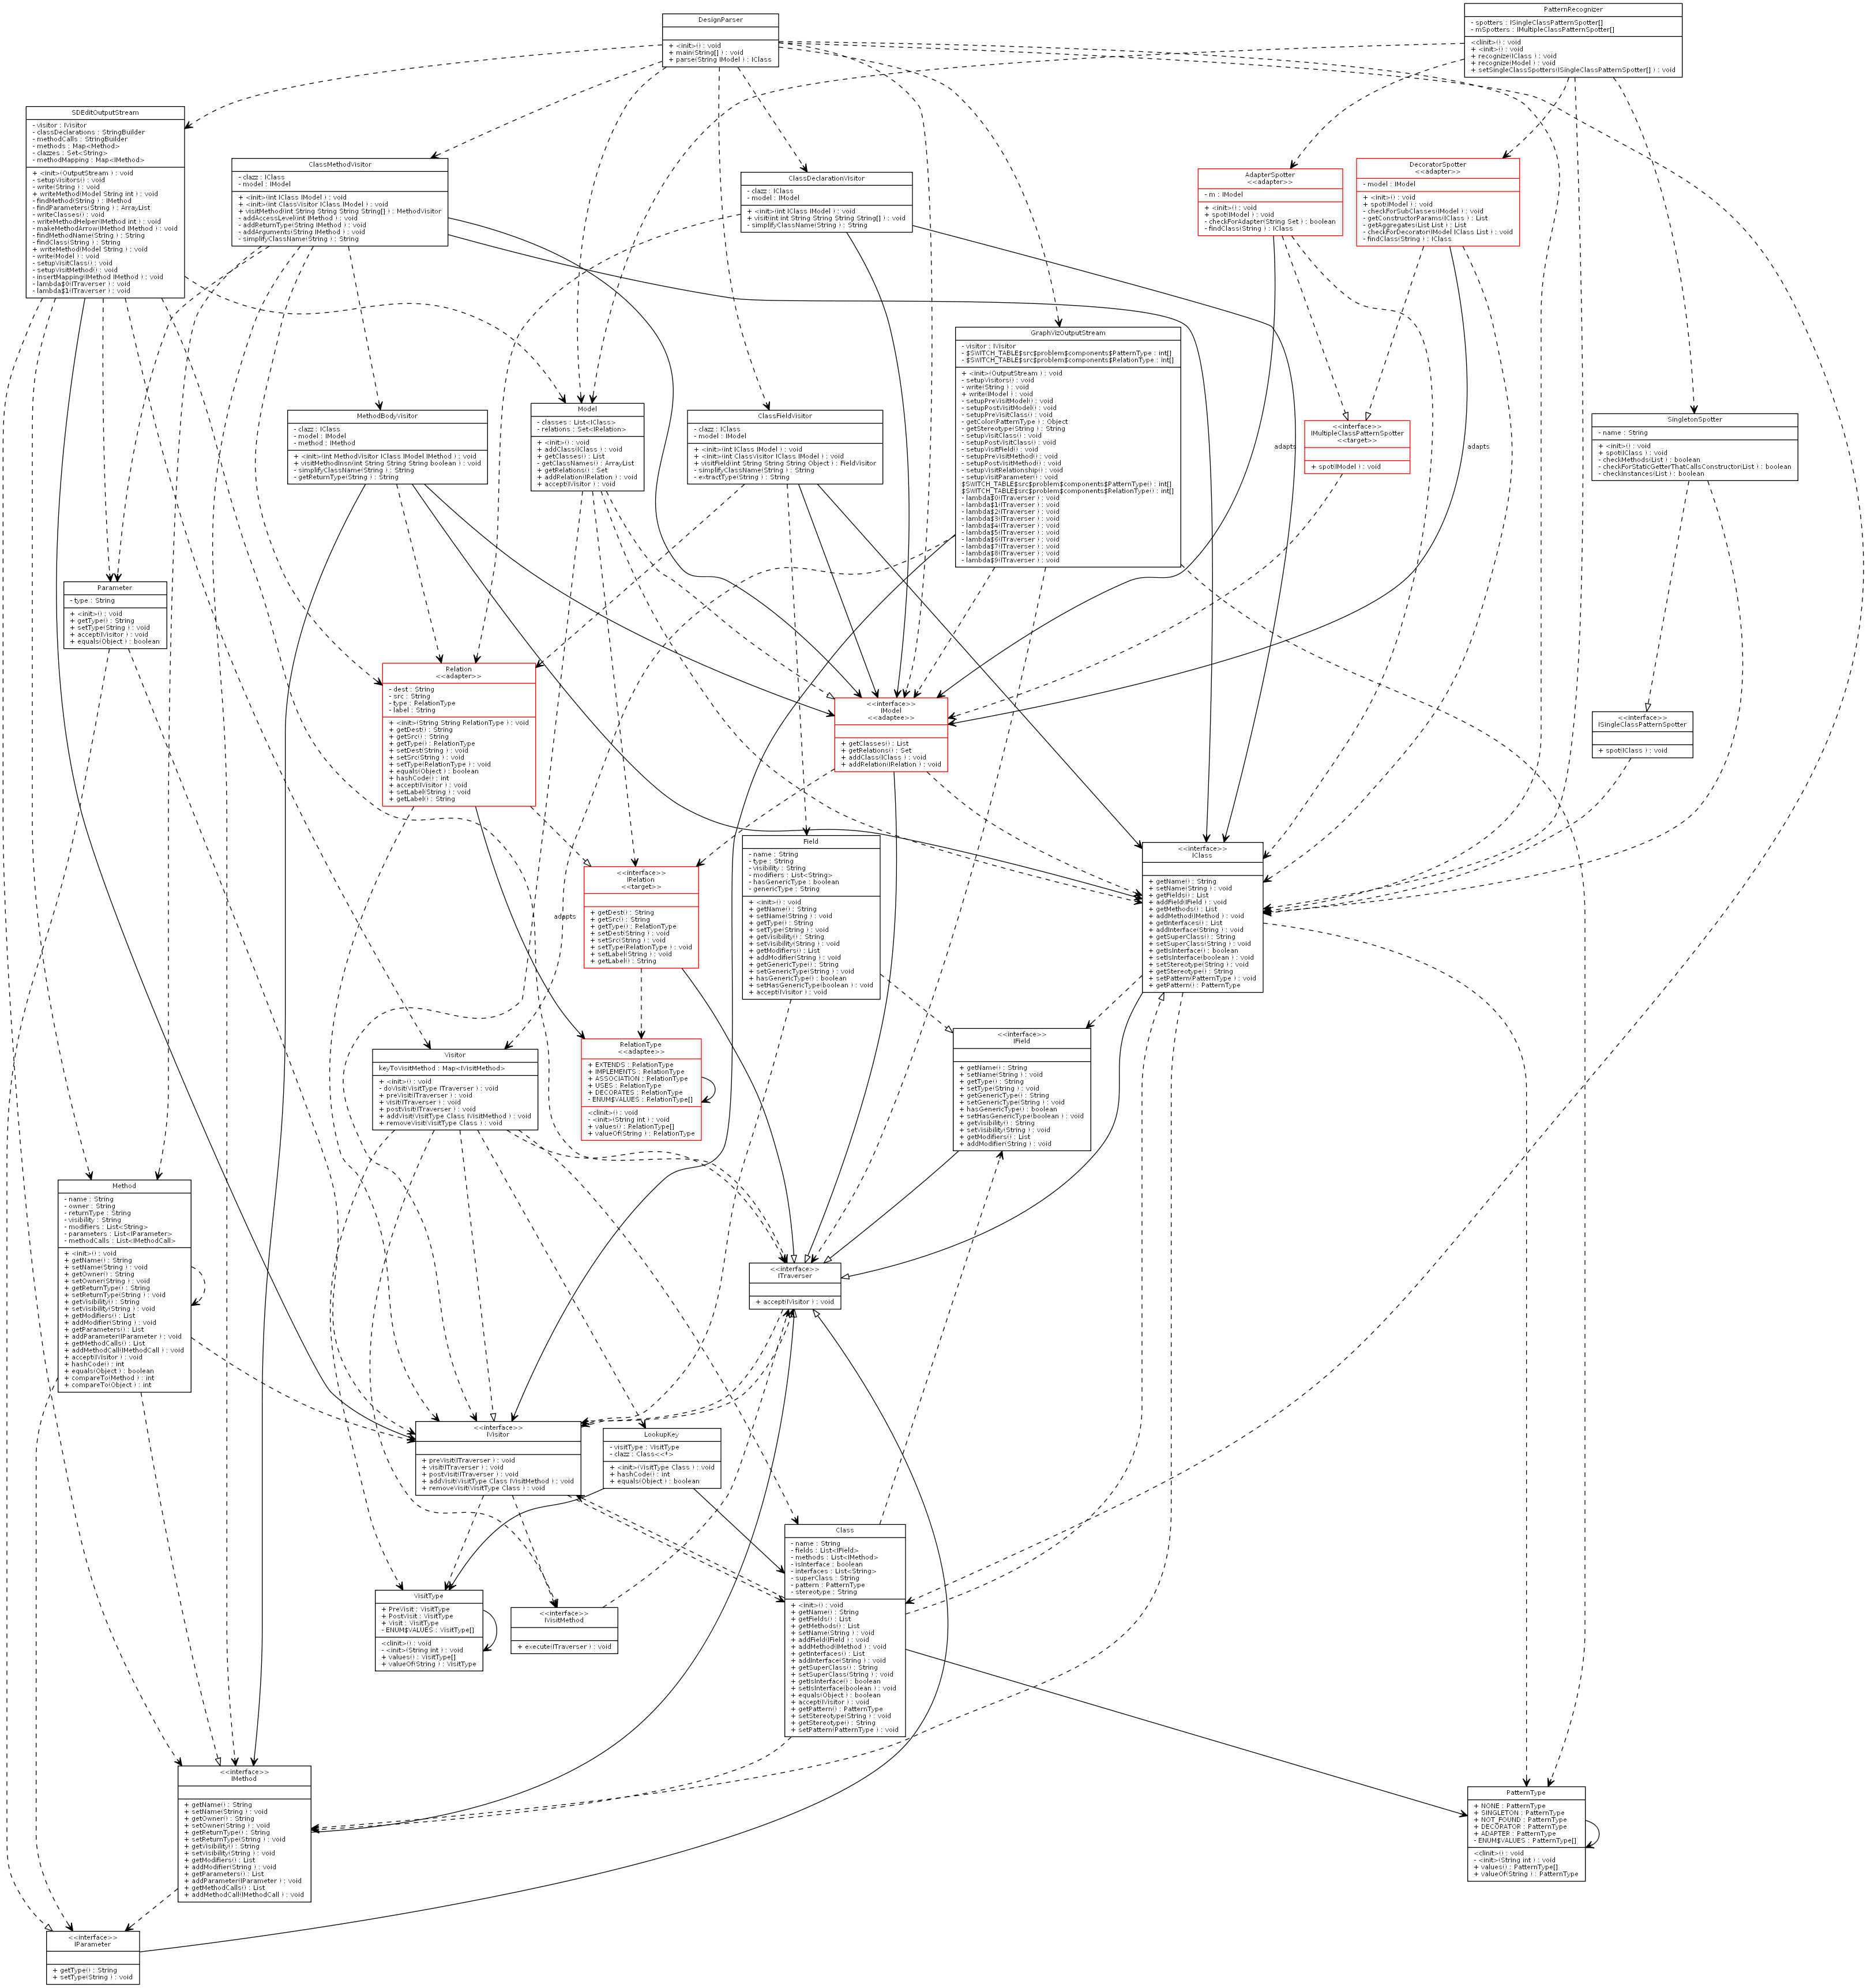 DesignParser
+ <init>() : void
+ main(String[] ) : void
+ parse(String IModel ) : IClass
PatternRecognizer
- spotters : ISingleClassPatternSpotter[]
- mSpotters : IMultipleClassPatternSpotter[]
<clinit>() : void
+ <init>() : void
+ recognize(IClass ) : void
+ recognize(Model ) : void
+ setSingleClassSpotters(ISingleClassPatternSpotter[] ) : void
SDEditOutputStream
- visitor : IVisitor
- classDeclarations : StringBuilder
- methodCalls : StringBuilder
- methods : Map<Method>
- clazzes : Set<String>
- methodMapping : Map<IMethod>
+ <init>(OutputStream ) : void
- setupVisitors() : void
- write(String ) : void
+ writeMethod(Model String int ) : void
- findMethod(String ) : IMethod
- findParameters(String ) : ArrayList
- writeClasses() : void
- writeMethodHelper(IMethod int ) : void
- makeMethodArrow(IMethod IMethod ) : void
- findMethodName(String ) : String
- findClass(String ) : String
+ writeMethod(Model String ) : void
- write(Model ) : void
- setupVisitClass() : void
- setupVisitMethod() : void
- insertMapping(IMethod IMethod ) : void
- lambda$0(ITraverser ) : void
- lambda$1(ITraverser ) : void
ClassMethodVisitor
- clazz : IClass
- model : IModel
+ <init>(int IClass IModel ) : void
+ <init>(int ClassVisitor IClass IModel ) : void
+ visitMethod(int String String String String[] ) : MethodVisitor
- addAccessLevel(int IMethod ) : void
- addReturnType(String IMethod ) : void
- addArguments(String IMethod ) : void
- simplifyClassName(String ) : String
ClassDeclarationVisitor
- clazz : IClass
- model : IModel
+ <init>(int IClass IModel ) : void
+ visit(int int String String String String[] ) : void
- simplifyClassName(String ) : String
AdapterSpotter
<<adapter>>
- m : IModel
+ <init>() : void
+ spot(IModel ) : void
- checkForAdapter(String Set ) : boolean
- findClass(String ) : IClass
DecoratorSpotter
<<adapter>>
- model : IModel
+ <init>() : void
+ spot(IModel ) : void
- checkForSubClasses(IModel ) : void
- getConstructorParams(IClass ) : List
- getAggregates(List List ) : List
- checkForDecorator(IModel IClass List ) : void
- findClass(String ) : IClass
GraphVizOutputStream
- visitor : IVisitor
- $SWITCH_TABLE$src$problem$components$PatternType : int[]
- $SWITCH_TABLE$src$problem$components$RelationType : int[]
+ <init>(OutputStream ) : void
- setupVisitors() : void
- write(String ) : void
+ write(IModel ) : void
- setupPreVisitModel() : void
- setupPostVisitModel() : void
- setupPreVisitClass() : void
- getColor(PatternType ) : Object
- getStereotype(String ) : String
- setupVisitClass() : void
- setupPostVisitClass() : void
- setupVisitField() : void
- setupPreVisitMethod() : void
- setupPostVisitMethod() : void
- setupVisitRelationship() : void
- setupVisitParameter() : void
$SWITCH_TABLE$src$problem$components$PatternType() : int[]
$SWITCH_TABLE$src$problem$components$RelationType() : int[]
- lambda$0(ITraverser ) : void
- lambda$1(ITraverser ) : void
- lambda$2(ITraverser ) : void
- lambda$3(ITraverser ) : void
- lambda$4(ITraverser ) : void
- lambda$5(ITraverser ) : void
- lambda$6(ITraverser ) : void
- lambda$7(ITraverser ) : void
- lambda$8(ITraverser ) : void
- lambda$9(ITraverser ) : void
MethodBodyVisitor
- clazz : IClass
- model : IModel
- method : IMethod
+ <init>(int MethodVisitor IClass IModel IMethod ) : void
+ visitMethodInsn(int String String String boolean ) : void
- simplifyClassName(String ) : String
- getReturnType(String ) : String
Model
- classes : List<IClass>
- relations : Set<IRelation>
+ <init>() : void
+ addClass(IClass ) : void
+ getClasses() : List
- getClassNames() : ArrayList
+ getRelations() : Set
+ addRelation(IRelation ) : void
+ accept(IVisitor ) : void
ClassFieldVisitor
- clazz : IClass
- model : IModel
+ <init>(int IClass IModel ) : void
+ <init>(int ClassVisitor IClass IModel ) : void
+ visitField(int String String String Object ) : FieldVisitor
- simplifyClassName(String ) : String
- extractType(String ) : String
adapts
<<interface>>
IMultipleClassPatternSpotter
<<target>>
+ spot(IModel ) : void
adapts
SingletonSpotter
- name : String
+ <init>() : void
+ spot(IClass ) : void
- checkMethods(List ) : boolean
- checkForStaticGetterThatCallsConstructor(List ) : boolean
- checkInstances(List ) : boolean
Parameter
- type : String
+ <init>() : void
+ getType() : String
+ setType(String ) : void
+ accept(IVisitor ) : void
+ equals(Object ) : boolean
Relation
<<adapter>>
- dest : String
- src : String
- type : RelationType
- label : String
+ <init>(String String RelationType ) : void
+ getDest() : String
+ getSrc() : String
+ getType() : RelationType
+ setDest(String ) : void
+ setSrc(String ) : void
+ setType(RelationType ) : void
+ equals(Object ) : boolean
+ hashCode() : int
+ accept(IVisitor ) : void
+ setLabel(String ) : void
+ getLabel() : String
<<interface>>
IModel
<<adaptee>>
+ getClasses() : List
+ getRelations() : Set
+ addClass(IClass ) : void
+ addRelation(IRelation ) : void
<<interface>>
ISingleClassPatternSpotter
+ spot(IClass ) : void
Field
- name : String
- type : String
- visibility : String
- modifiers : List<String>
- hasGenericType : boolean
- genericType : String
+ <init>() : void
+ getName() : String
+ setName(String ) : void
+ getType() : String
+ setType(String ) : void
+ getVisibility() : String
+ setVisibility(String ) : void
+ getModifiers() : List
+ addModifier(String ) : void
+ getGenericType() : String
+ setGenericType(String ) : void
+ hasGenericType() : boolean
+ setHasGenericType(boolean ) : void
+ accept(IVisitor ) : void
<<interface>>
IClass
+ getName() : String
+ setName(String ) : void
+ getFields() : List
+ addField(IField ) : void
+ getMethods() : List
+ addMethod(IMethod ) : void
+ getInterfaces() : List
+ addInterface(String ) : void
+ getSuperClass() : String
+ setSuperClass(String ) : void
+ getIsInterface() : boolean
+ setIsInterface(boolean ) : void
+ setStereotype(String ) : void
+ getStereotype() : String
+ setPattern(PatternType ) : void
+ getPattern() : PatternType
adapts
<<interface>>
IRelation
<<target>>
+ getDest() : String
+ getSrc() : String
+ getType() : RelationType
+ setDest(String ) : void
+ setSrc(String ) : void
+ setType(RelationType ) : void
+ setLabel(String ) : void
+ getLabel() : String
Visitor
keyToVisitMethod : Map<IVisitMethod>
+ <init>() : void
- doVisit(VisitType ITraverser ) : void
+ preVisit(ITraverser ) : void
+ visit(ITraverser ) : void
+ postVisit(ITraverser ) : void
+ addVisit(VisitType Class IVisitMethod ) : void
+ removeVisit(VisitType Class ) : void
RelationType
<<adaptee>>
+ EXTENDS : RelationType
+ IMPLEMENTS : RelationType
+ ASSOCIATION : RelationType
+ USES : RelationType
+ DECORATES : RelationType
- ENUM$VALUES : RelationType[]
<clinit>() : void
- <init>(String int ) : void
+ values() : RelationType[]
+ valueOf(String ) : RelationType
<<interface>>
IField
+ getName() : String
+ setName(String ) : void
+ getType() : String
+ setType(String ) : void
+ getGenericType() : String
+ setGenericType(String ) : void
+ hasGenericType() : boolean
+ setHasGenericType(boolean ) : void
+ getVisibility() : String
+ setVisibility(String ) : void
+ getModifiers() : List
+ addModifier(String ) : void
Method
- name : String
- owner : String
- returnType : String
- visibility : String
- modifiers : List<String>
- parameters : List<IParameter>
- methodCalls : List<IMethodCall>
+ <init>() : void
+ getName() : String
+ setName(String ) : void
+ getOwner() : String
+ setOwner(String ) : void
+ getReturnType() : String
+ setReturnType(String ) : void
+ getVisibility() : String
+ setVisibility(String ) : void
+ getModifiers() : List
+ addModifier(String ) : void
+ getParameters() : List
+ addParameter(IParameter ) : void
+ getMethodCalls() : List
+ addMethodCall(IMethodCall ) : void
+ accept(IVisitor ) : void
+ hashCode() : int
+ equals(Object ) : boolean
+ compareTo(Method ) : int
+ compareTo(Object ) : int
<<interface>>
ITraverser
+ accept(IVisitor ) : void
<<interface>>
IVisitor
+ preVisit(ITraverser ) : void
+ visit(ITraverser ) : void
+ postVisit(ITraverser ) : void
+ addVisit(VisitType Class IVisitMethod ) : void
+ removeVisit(VisitType Class ) : void
LookupKey
- visitType : VisitType
- clazz : Class<<*>
+ <init>(VisitType Class ) : void
+ hashCode() : int
+ equals(Object ) : boolean
Class
- name : String
- fields : List<IField>
- methods : List<IMethod>
- isInterface : boolean
- interfaces : List<String>
- superClass : String
- pattern : PatternType
- stereotype : String
+ <init>() : void
+ getName() : String
+ getFields() : List
+ getMethods() : List
+ setName(String ) : void
+ addField(IField ) : void
+ addMethod(IMethod ) : void
+ getInterfaces() : List
+ addInterface(String ) : void
+ getSuperClass() : String
+ setSuperClass(String ) : void
+ getIsInterface() : boolean
+ setIsInterface(boolean ) : void
+ equals(Object ) : boolean
+ accept(IVisitor ) : void
+ getPattern() : PatternType
+ setStereotype(String ) : void
+ getStereotype() : String
+ setPattern(PatternType ) : void
VisitType
+ PreVisit : VisitType
+ PostVisit : VisitType
+ Visit : VisitType
- ENUM$VALUES : VisitType[]
<clinit>() : void
- <init>(String int ) : void
+ values() : VisitType[]
+ valueOf(String ) : VisitType
<<interface>>
IVisitMethod
+ execute(ITraverser ) : void
<<interface>>
IMethod
+ getName() : String
+ setName(String ) : void
+ getOwner() : String
+ setOwner(String ) : void
+ getReturnType() : String
+ setReturnType(String ) : void
+ getVisibility() : String
+ setVisibility(String ) : void
+ getModifiers() : List
+ addModifier(String ) : void
+ getParameters() : List
+ addParameter(IParameter ) : void
+ getMethodCalls() : List
+ addMethodCall(IMethodCall ) : void
PatternType
+ NONE : PatternType
+ SINGLETON : PatternType
+ NOT_FOUND : PatternType
+ DECORATOR : PatternType
+ ADAPTER : PatternType
- ENUM$VALUES : PatternType[]
<clinit>() : void
- <init>(String int ) : void
+ values() : PatternType[]
+ valueOf(String ) : PatternType
<<interface>>
IParameter
+ getType() : String
+ setType(String ) : void